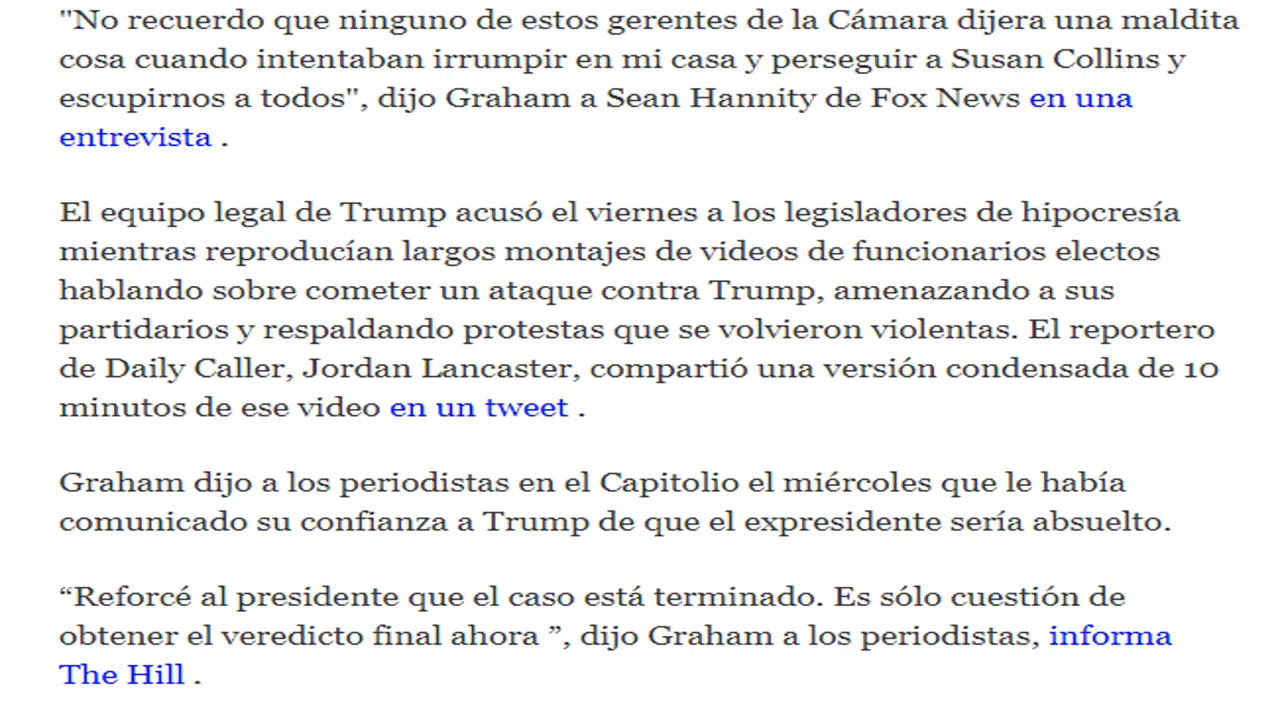 "No recuerdo que ninguno de estos gerentes de la Cámara dijera una maldita
cosa cuando intentaban irrumpir en mi casa y perseguir a Susan Collins y
escupirnos a todos", dijo Graham a Sean Hannity de Fox News en una
entrevista .
El equipo legal de Trump acusó el viernes a los legisladores de hipocresía
mientras reproducían largos montajes de videos de funcionarios electos
hablando sobre cometer un ataque contra Trump, amenazando a sus
partidarios y respaldando protestas que se volvieron violentas. El reportero
de Daily Caller, Jordan Lancaster, compartió una versión condensada de 10
minutos de ese video en un tweet .
Graham dijo a los periodistas en el Capitolio el miércoles que le había
comunicado su confianza a Trump de que el expresidente sería absuelto.
“Reforcé al presidente que el caso está terminado. Es sólo cuestión de
obtener el veredicto final ahora ”, dijo Graham a los periodistas, informa
The Hill .